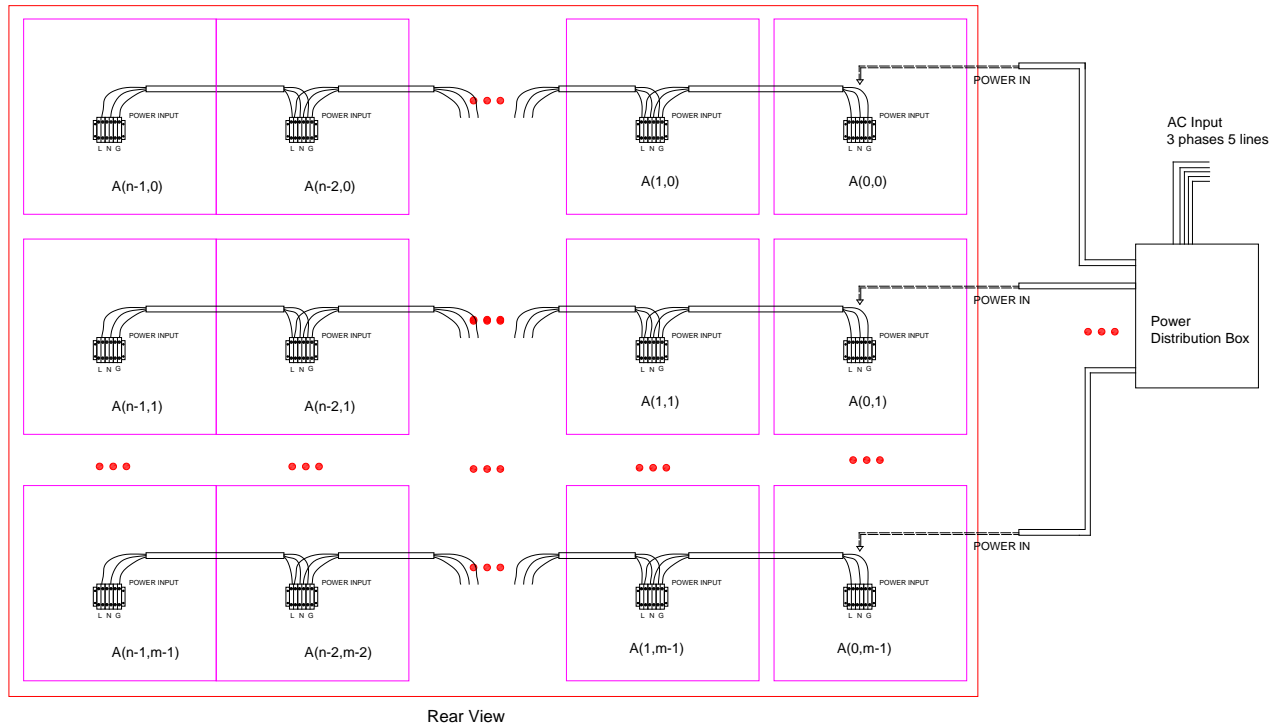 POWER IN
AC Input
3 phases 5 lines
POWER INPUT
POWER INPUT
POWER INPUT
POWER INPUT
L N G
L N G
L N G
L N G
A(n-1,0)
A(n-2,0)
A(1,0)
A(0,0)
POWER IN
Power
Distribution Box
POWER INPUT
POWER INPUT
POWER INPUT
POWER INPUT
L N G
L N G
L N G
L N G
A(n-1,1)
A(n-2,1)
A(1,1)
A(0,1)
POWER IN
POWER INPUT
POWER INPUT
POWER INPUT
POWER INPUT
L N G
L N G
L N G
L N G
A(n-1,m-1)
A(n-2,m-2)
A(1,m-1)
A(0,m-1)
Rear View